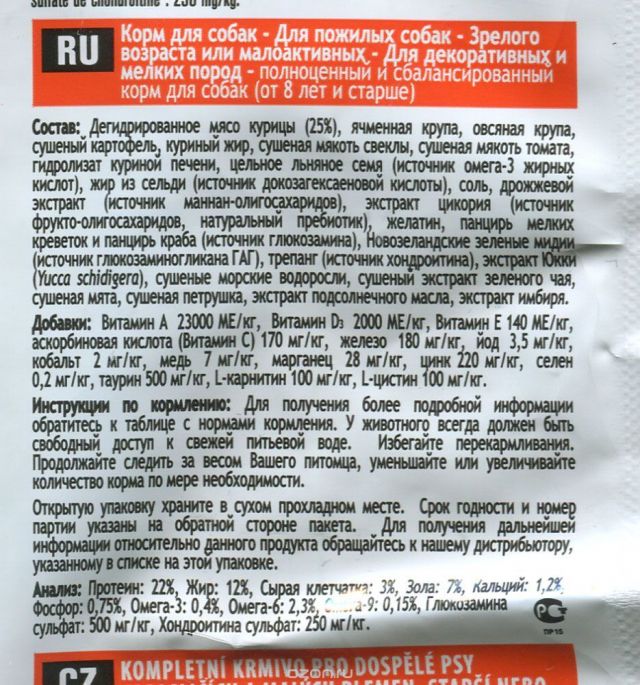 sulfate de chondroitine : 250 mg/kg.
RU
Корм для собак - Для пожилых собак - Зрелого
возраста или малоактивных - Для декоративных и
мелких пород - полноценный и сбалансированный
корм для собак (от 8 лет и старше)
Состав: Дегидрированное мясо курицы (25%), ячменная крупа, овсяная крупа,
сушеный картофель, куриный жир, сушеная мякоть свеклы, сушеная мякоть томата,
гидролизат куриной печени, цельное льняное семя (источник омега-3 жирных
кислот), жир из сельди (источник докозагексаеновой кислоты), соль, дрожжевой
экстракт (источник маннан-олигосахаридов), экстракт цикория (источник
фрукто-олигосахаридов, натуральный пребиотик), желатин, панцирь мелких
креветок и панцирь краба (источник глюкозамина), Новозеландские зеленые мидии
(источник глюкозаминогликана ГАГ), трепанг (источник хондроитина), экстракт Юкки
(Yucca schidigera), сушеные морские водоросли, сушеный экстракт зеленого чая,
сушеная мята, сушеная петрушка, экстракт подсолнечного масла, экстракт имбиря.
Добавки: Витамин А 23000 МЕ/кг, Витамин D3 2000 МЕ/кг, Витамин Е 140 МЕ/кг,
аскорбиновая кислота (Витамин С) 170 мг/кг, железо 180 мг/кг, йод 3,5 мг/кг,
кобальт 2 мг/кг, медь 7 мг/кг, марганец 28 мг/кг, цинк 220 мг/кг, селен
0,2 мг/кг, таурин 500 мг/кг, L-карнитин 100 мг/кг, L-цистин 100 мг/кг.
Инструкции по кормлению: Для получения более подробной информации
обратитесь к таблице с нормами кормления. У животного всегда должен быть
свободный доступ к свежей питьевой воде. Избегайте перекармливания.
Продолжайте следить за весом Вашего питомца, уменьшайте или увеличивайте
количество корма по мере необходимости.
Открытую упаковку храните в сухом прохладном месте. Срок годности и номер
партии указаны на обратной стороне пакета. Для получения дальнейшей
информации относительно данного продукта обращайтесь к нашему дистрибьютору,
указанному в списке на этой упаковке.
Анализ: Протеин: 22%, Жир: 12%, Сырая клетчатка: 3%, Зола: 7%, Кальций: 1,2%,
Фосфор: 0,75%, Омега-3: 0,4%, Омега-6: 2,3%, Омега-9: 0,15%, Глюкозамина
сульфат: 500 мг/кг, Хондроитина сульфат: 250 мг/кг.
ПР15
CZ
KOMPLETNÍ KRMIVO PRO DOSPĚLÉ PSY
ozon.ru